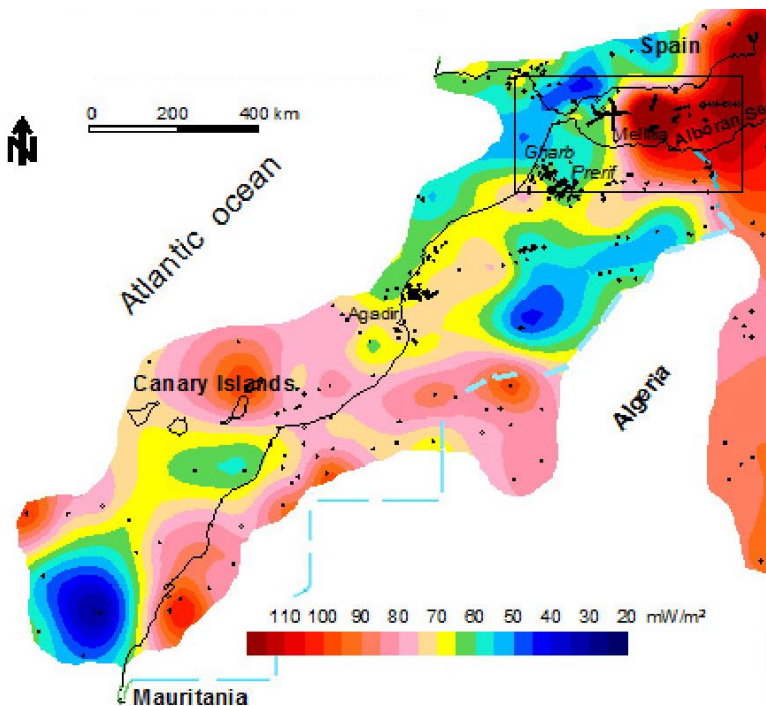 Spain
0 200 400 km
N
Melilla
Alboran Se
Gharb
Prerif
Atlantic ocean
Agadir
Canary Islands
Algeria
110 100 90 80 70 60 50 40 30 20 mW/m²
Mauritania